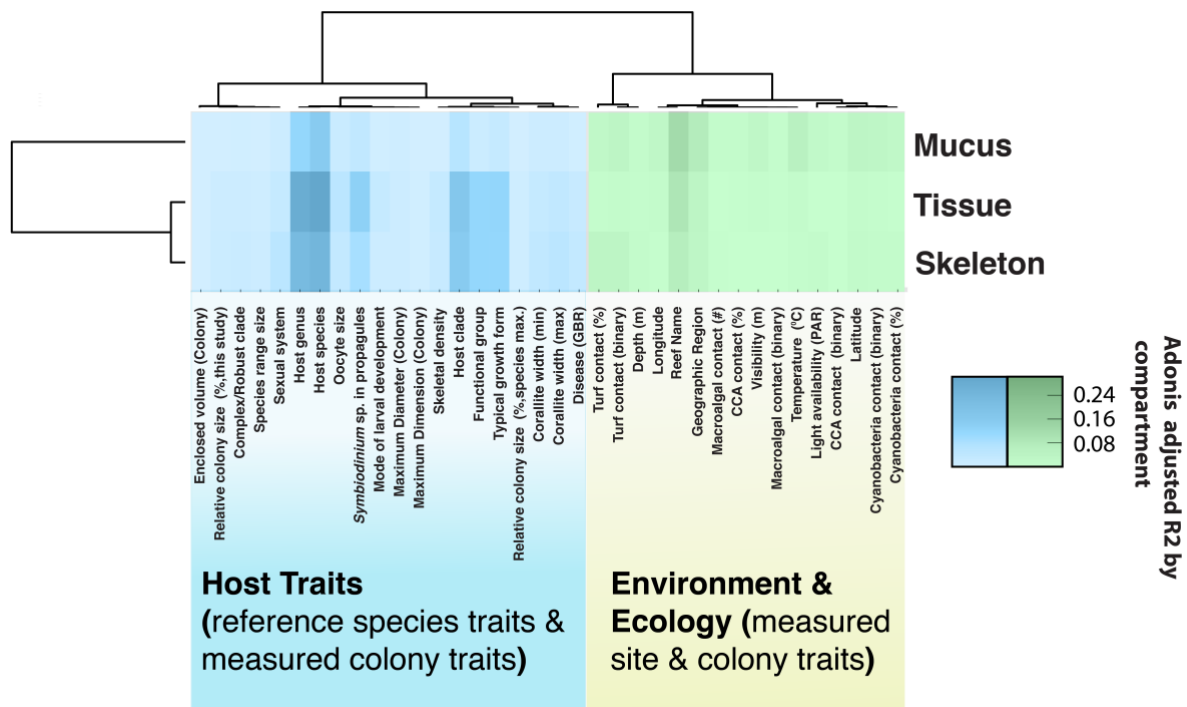 Mucus
Tissue
Skeleton
Enclosed volume (Colony)
Relative colony size (%,this study)
Complex/Robust clade
Species range size
Sexual system
Host genus
Host species
Oocyte size
Symbiodinium sp. in propagules
Mode of larval development
Maximum Diameter (Colony)
Maximum Dimension (Colony)
Skeletal density
Host clade
Functional group
Typical growth form
Relative colony size (%,species max.)
Corallite width (min)
Corallite width (max)
Disease (GBR)
Turf contact (%)
Turf contact (binary)
Depth (m)
Longitude
Reef Name
Geographic Region
Macroalgal contact (#)
CCA contact (%)
Visibility (m)
Macroalgal contact (binary)
Temperature (°C)
Light availability (PAR)
CCA contact (binary)
Latitude
Cyanobacteria contact (binary)
Cyanobacteria contact (%)
0.24
0.16
0.08
Adonis adjusted R2 by
compartment
Host Traits
(reference species traits &
measured colony traits)
Environment &
Ecology (measured
site & colony traits)